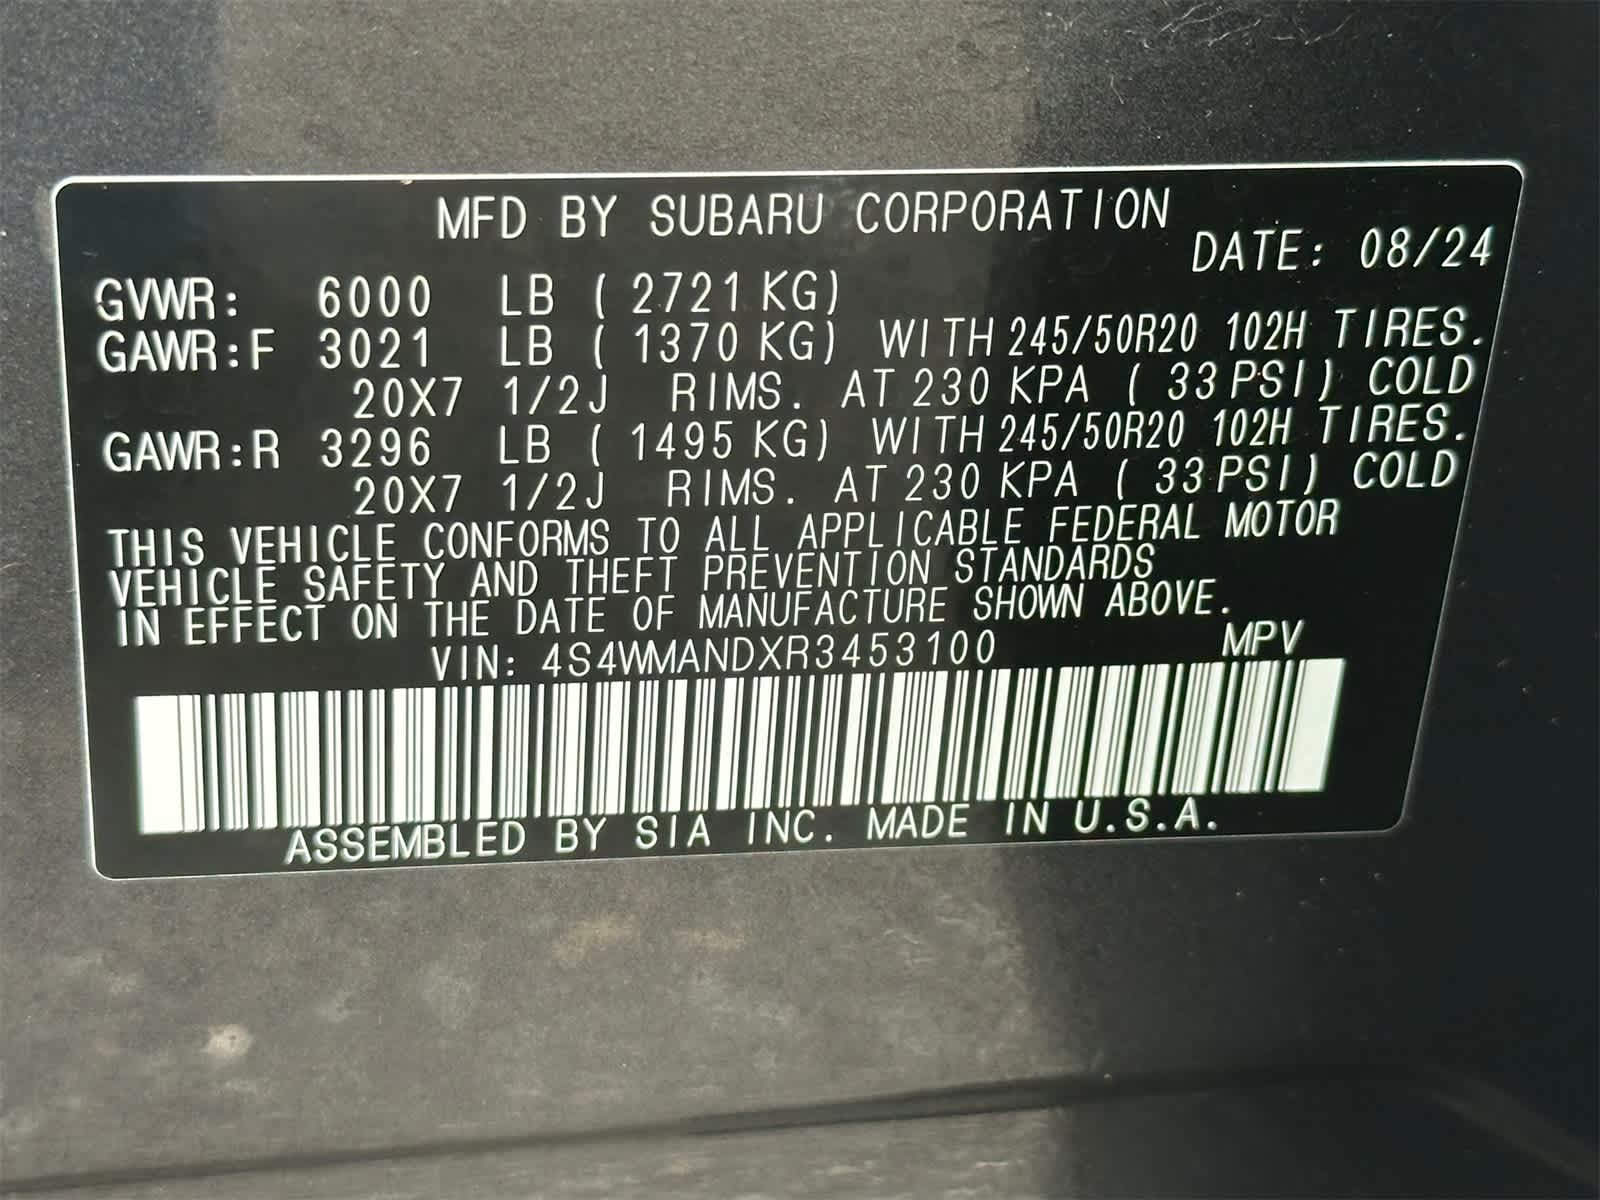 MFD BY SUBARU CORPORATION
DATE: 08/24
GVWR: 6000 LB ( 2721 KG)
GAWR:F 3021 LB ( 1370 KG) WITH 245/50R20 102H TIRES.
20X7 1/2J RIMS. AT 230 KPA ( 33 PSI) COLD
GAWR:R 3296 LB ( 1495 KG) WITH 245/50R20 102H TIRES.
20X7 1/2J RIMS. AT 230 KPA ( 33 PSI) COLD
THIS VEHICLE CONFORMS TO ALL APPLICABLE FEDERAL MOTOR
VEHICLE SAFETY AND THEFT PREVENTION STANDARDS
IN EFFECT ON THE DATE OF MANUFACTURE SHOWN ABOVE.
VIN: 4S4WMANDXR3453100 MPV
ASSEMBLED BY SIA INC. MADE IN U.S.A.